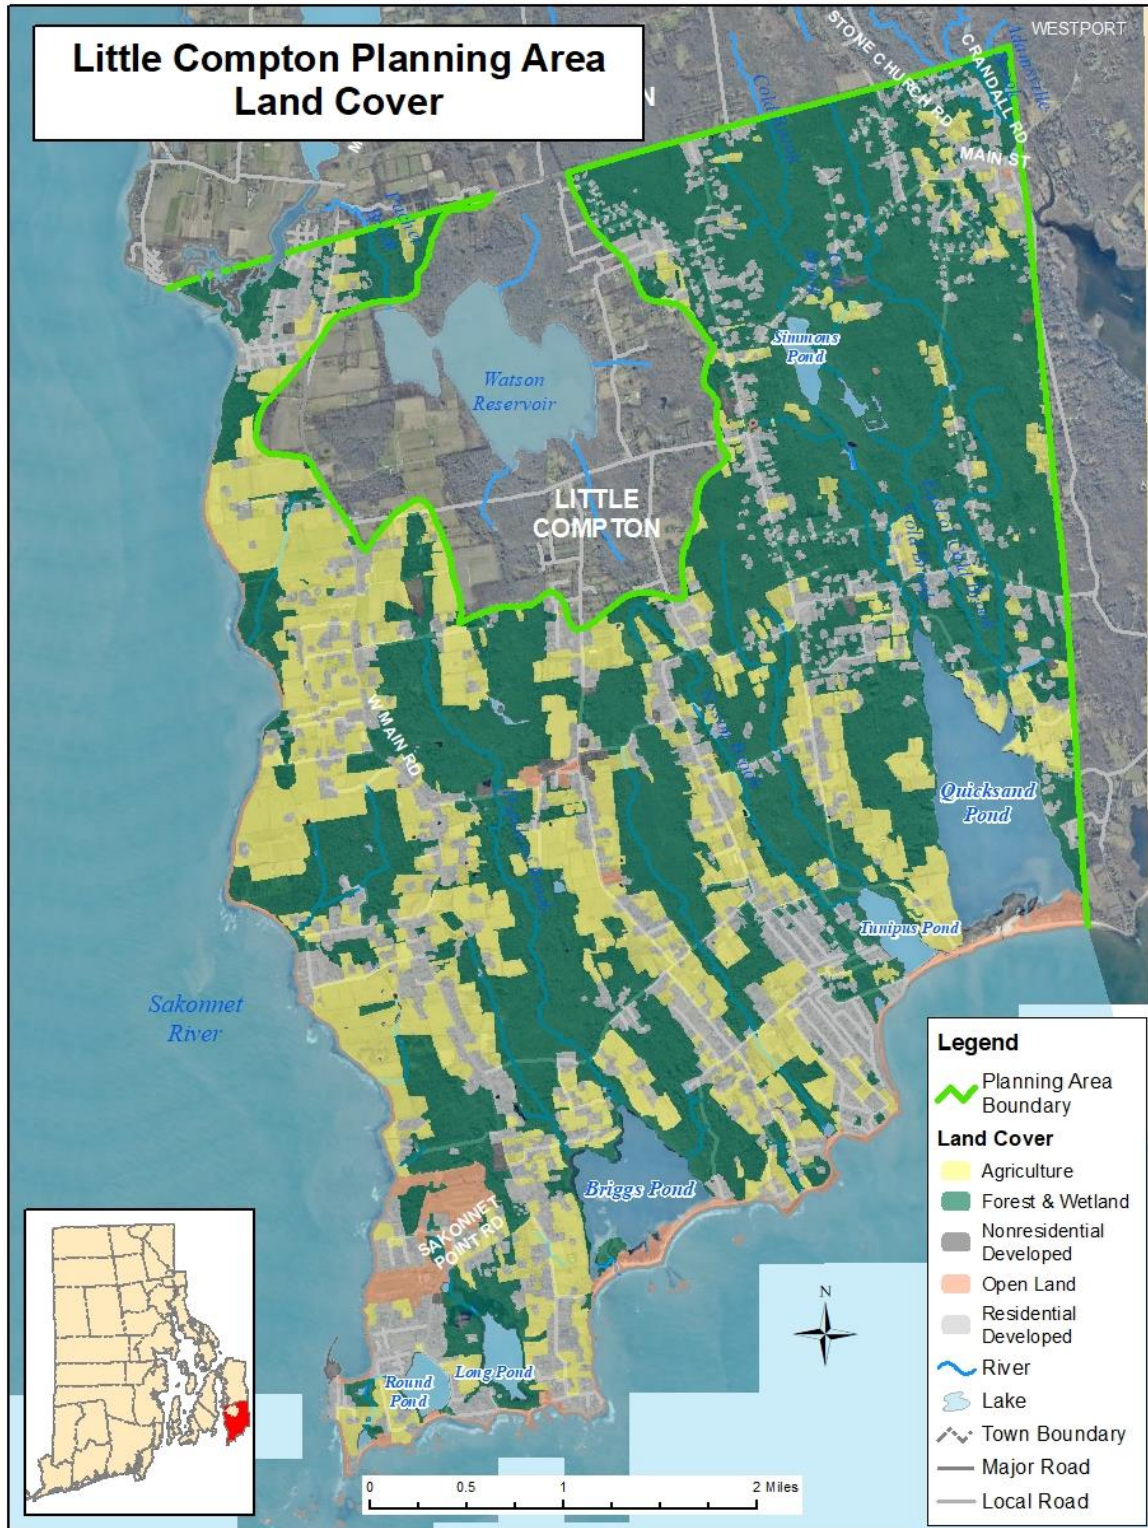 Little Compton Planning Area
Land Cover
N
WESTPORT
STONE CHURCH RD
CRANDALL RD
Adamsville
MAIN ST
M
Simmons
Pond
Watson
Reservoir
LITTLE
COMPTON
W MAIN RD
Quicksand
Pond
Tunipus Pond
Sakonnet
River
Briggs Pond
SAKONNET
POINT RD
Long Pond
Round
Pond
Legend
Planning Area
Boundary
Land Cover
Agriculture
Forest & Wetland
Nonresidential
Developed
Open Land
Residential
Developed
River
Lake
Town Boundary
Major Road
Local Road
N
0 0.5 1 2 Miles